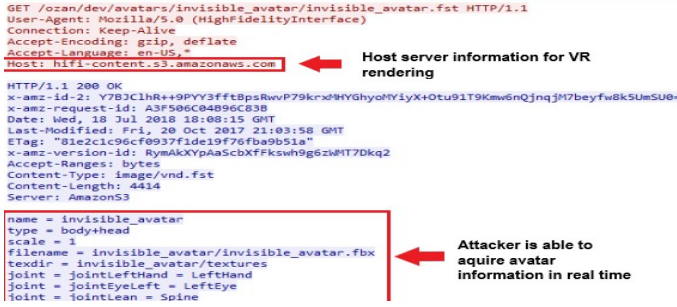 GET /ozan/dev/avatars/invisible_avatar/invisible_avatar.fst HTTP/1.1
User-Agent: Mozilla/5.0 (HighFidelityInterface)
Connection: Keep-Alive
Accept-Encoding: gzip, deflate
Accept-Language: en-US,*
Host: hifi-content.s3.amazonaws.com
Host server information for VR
rendering
HTTP/1.1 200 OK
x-amz-id-2:
x-amz-request-id: A3F506C04B96C83B
Date: Wed, 18 Jul 2018 18:08:15 GMT
Last-Modified: Fri, 20 Oct 2017 21:03:58 GMT
ETag: "81e2c1c96cf0937f1de19f76fba9b51a"
x-amz-version-id: RymAkXYpAaScbXfFkswh9g6zWMT7Dkq2
Accept-Ranges: bytes
Content-Type: image/vnd.fst
Content-Length: 4414
Server: AmazonS3
name = invisible_avatar
type = body+head
scale = 1
filename = invisible_avatar/invisible_avatar.fbx
texdir = invisible_avatar/textures
joint = jointLeftHand = LeftHand
joint = jointEyeLeft = LeftEye
joint = jointLean = Spine
Attacker is able to
aquire avatar
information in real time